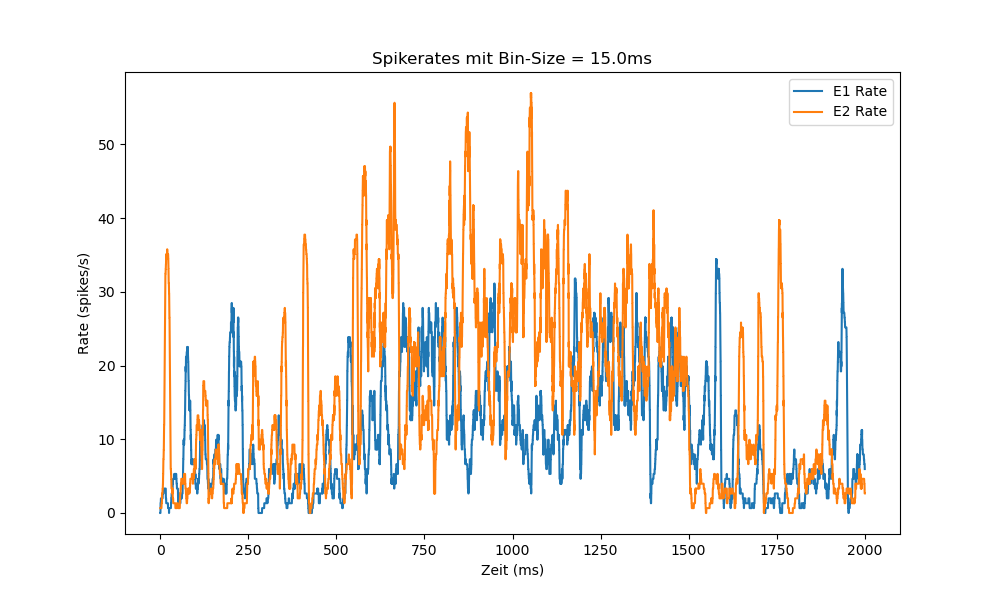 Spikerates mit Bin-Size = 15.0ms
E1 Rate
E2 Rate
50
40
30
20
10
0
Rate (spikes/s)
0 250 500 750 1000 1250 1500 1750 2000
Zeit (ms)